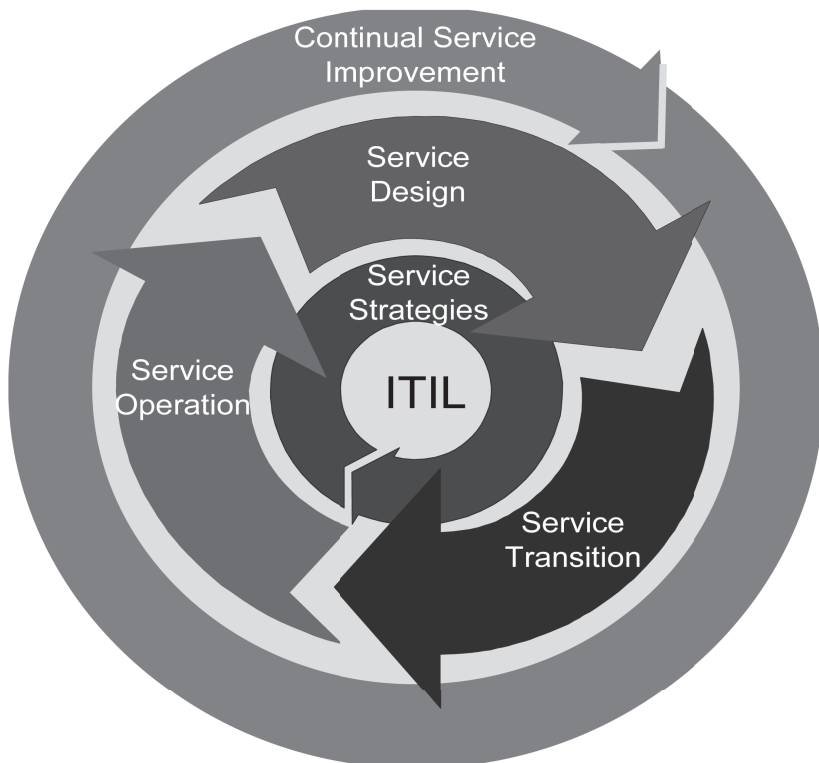 Continual Service
Improvement
Service
Design
Service
Strategies
ITIL
Service
Operation
Service
Transition